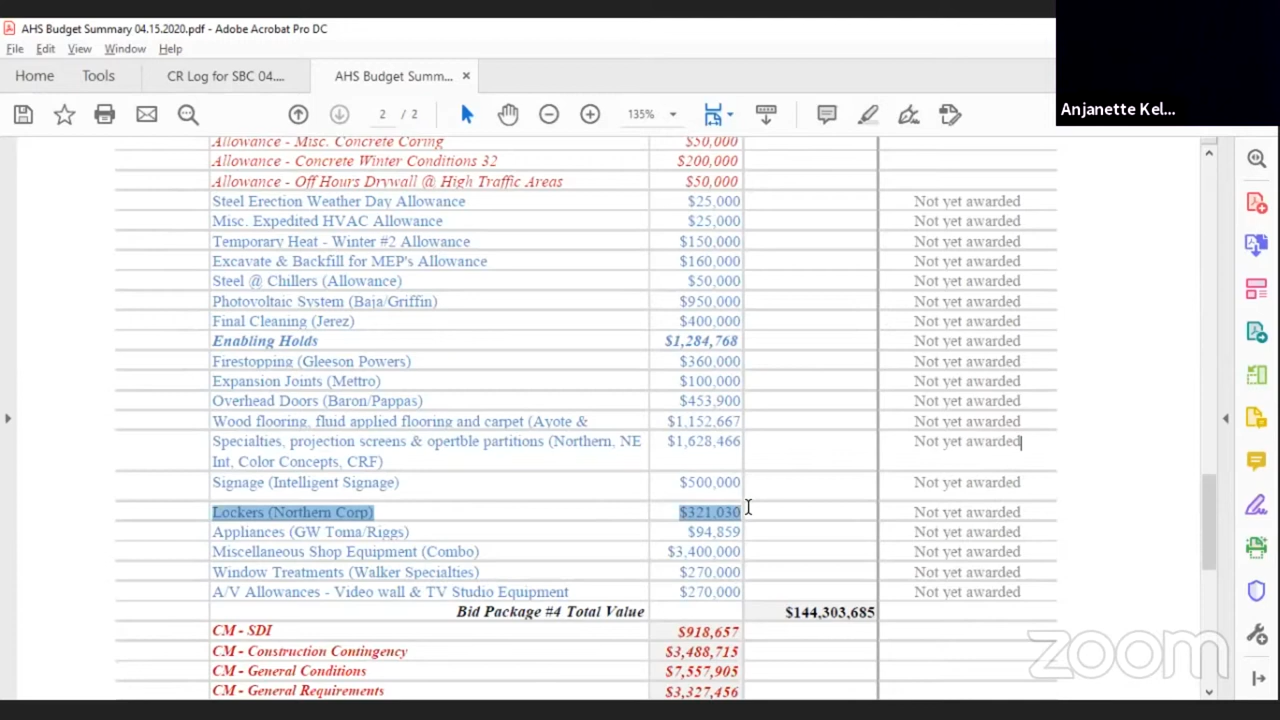 AHS Budget Summary 04.15.2020.pdf - Adobe Acrobat Pro DC
File Edit View Window Help
Home Tools CR Log for SBC 04.... AHS Budget Summ... ×
2 / 2 135%
Anjanette Kel...
Allowance - Misc. Concrete Coring $50,000
Allowance - Concrete Winter Conditions 32 $200,000
Allowance - Off Hours Drywall @ High Traffic Areas $50,000
Steel Erection Weather Day Allowance $25,000 Not yet awarded
Misc. Expedited HVAC Allowance $25,000 Not yet awarded
Temporary Heat - Winter #2 Allowance $150,000 Not yet awarded
Excavate & Backfill for MEP's Allowance $160,000 Not yet awarded
Steel @ Chillers (Allowance) $50,000 Not yet awarded
Photovoltaic System (Baja/Griffin) $950,000 Not yet awarded
Final Cleaning (Jerez) $400,000 Not yet awarded
Enabling Holds $1,284,768 Not yet awarded
Firestopping (Gleeson Powers) $360,000 Not yet awarded
Expansion Joints (Mettro) $100,000 Not yet awarded
Overhead Doors (Baron/Pappas) $453,900 Not yet awarded
Wood flooring, fluid applied flooring and carpet (Ayote & $1,152,667 Not yet awarded
Specialties, projection screens & opertble partitions (Northern, NE $1,628,466 Not yet awarded
Int, Color Concepts, CRF)
Signage (Intelligent Signage) $500,000 Not yet awarded
Lockers (Northern Corp) $321,030 Not yet awarded
Appliances (GW Toma/Riggs) $94,859 Not yet awarded
Miscellaneous Shop Equipment (Combo) $3,400,000 Not yet awarded
Window Treatments (Walker Specialties) $270,000 Not yet awarded
A/V Allowances - Video wall & TV Studio Equipment $270,000 Not yet awarded
Bid Package #4 Total Value $144,303,685
CM - SDI $918,657
CM - Construction Contingency $3,488,715
CM - General Conditions $7,557,905
CM - General Requirements $3,327,456
zoom